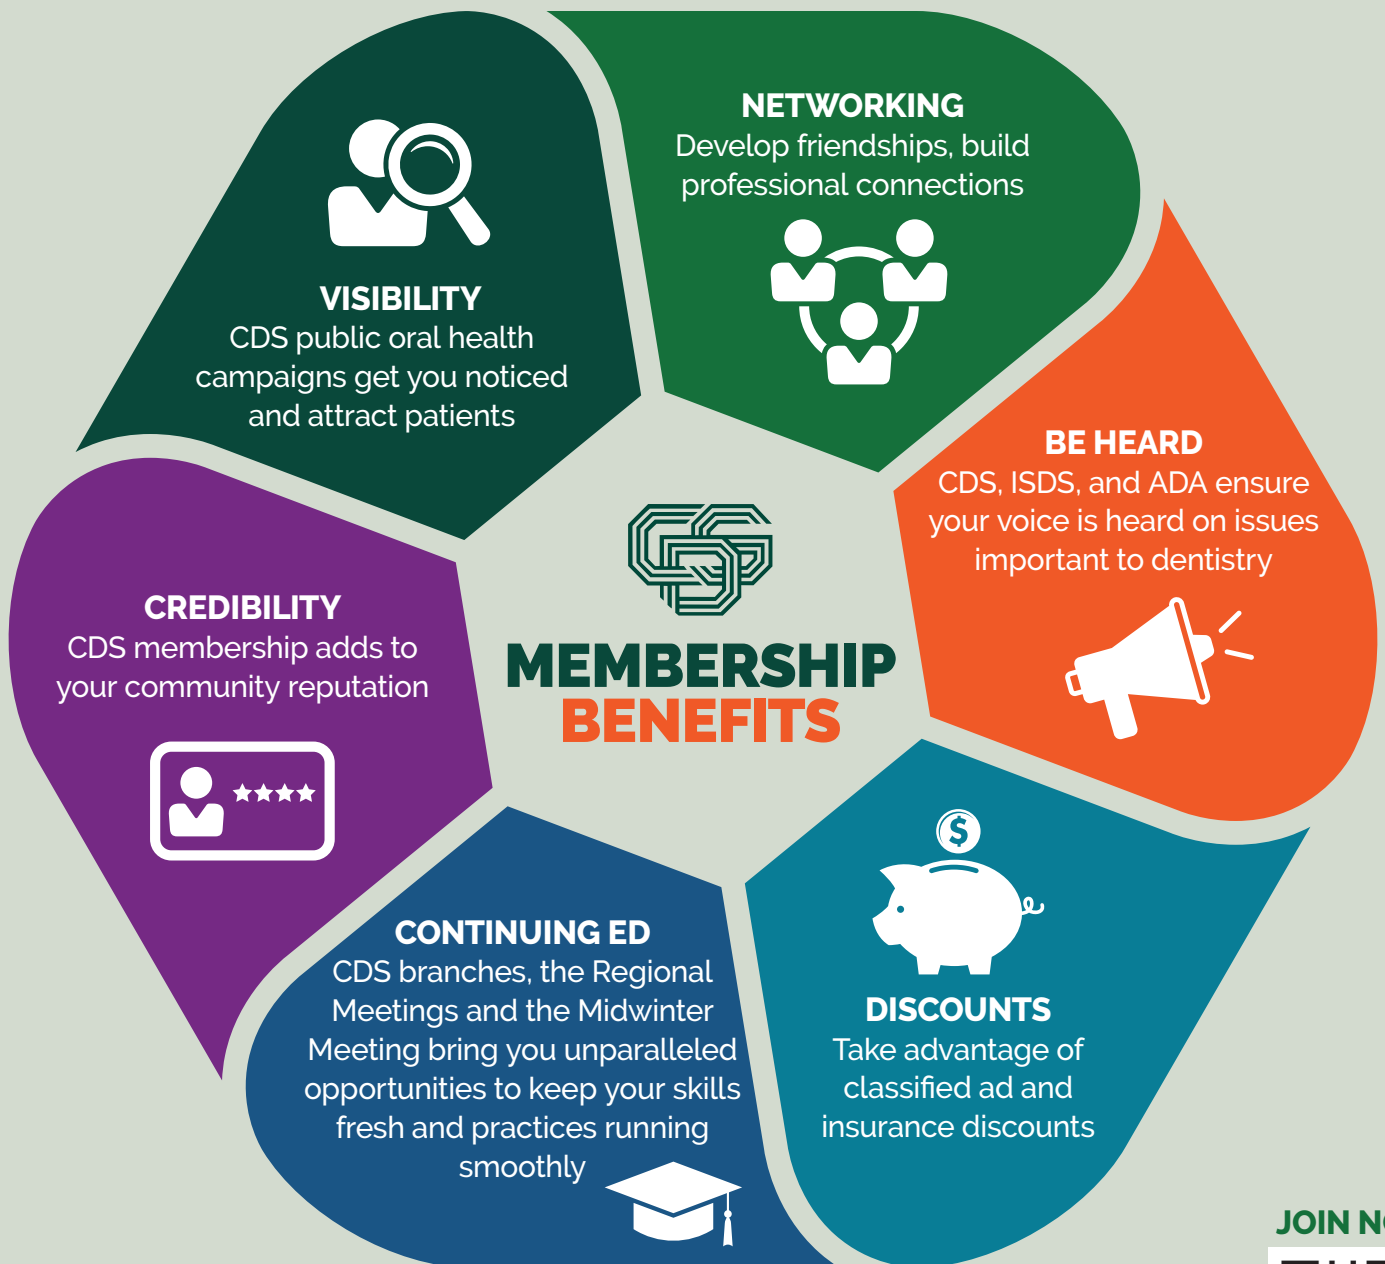 NETWORKING
Develop friendships, build
professional connections
VISIBILITY
CDS public oral health
campaigns get you noticed
and attract patients
BE HEARD
CDS, ISDS, and ADA ensure
your voice is heard on issues
important to dentistry
CDS
MEMBERSHIP
BENEFITS
CREDIBILITY
CDS membership adds to
your community reputation
CONTINUING ED
CDS branches, the Regional
Meetings and the Midwinter
Meeting bring you unparalleled
opportunities to keep your skills
fresh and practices running
smoothly
$
DISCOUNTS
Take advantage of
classified ad and
insurance discounts
JOIN